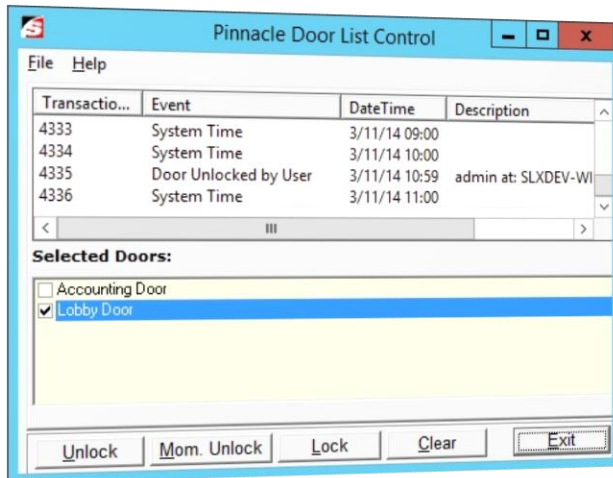 Pinnacle Door List Control
File Help
Transactio... Event DateTime Description
4333 System Time 3/11/14 09:00
4334 System Time 3/11/14 10:00
4335 Door Unlocked by User 3/11/14 10:59 admin at: SLXDEV-WI
4336 System Time 3/11/14 11:00
Selected Doors:
Accounting Door
Lobby Door
Unlock Mom. Unlock Lock Clear Exit